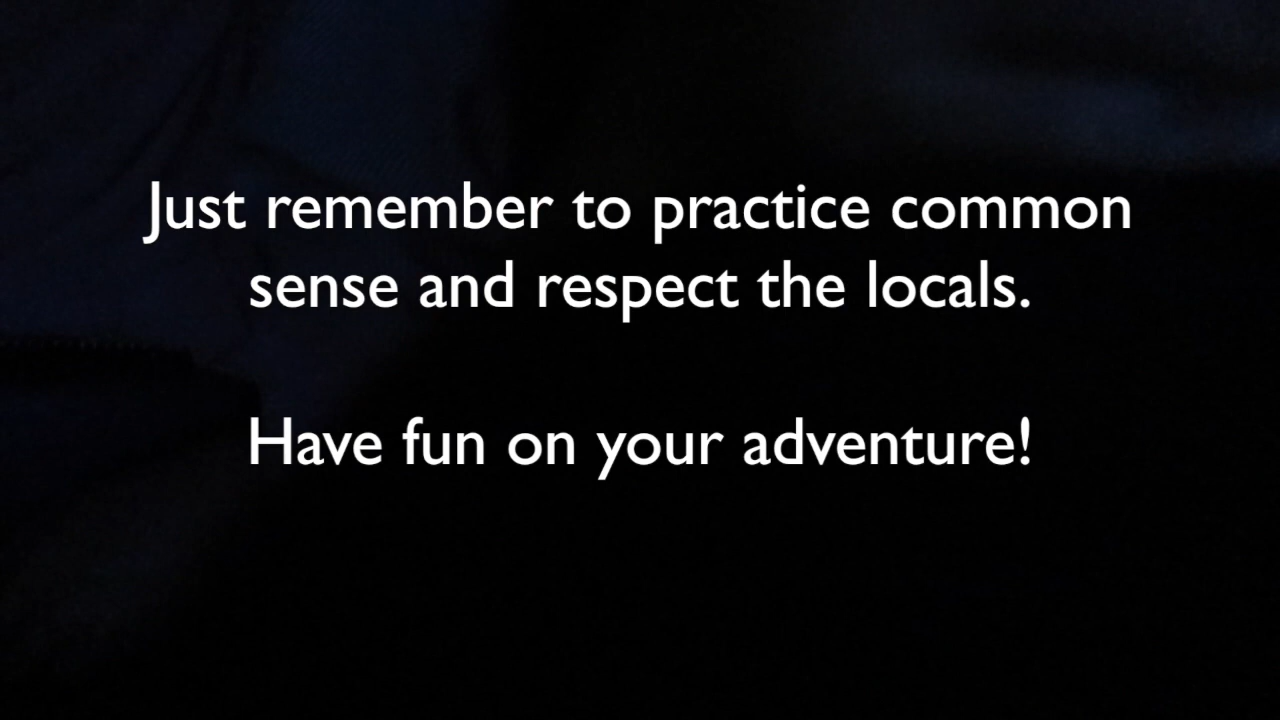 Just remember to practice common
sense and respect the locals.
Have fun on your adventure!